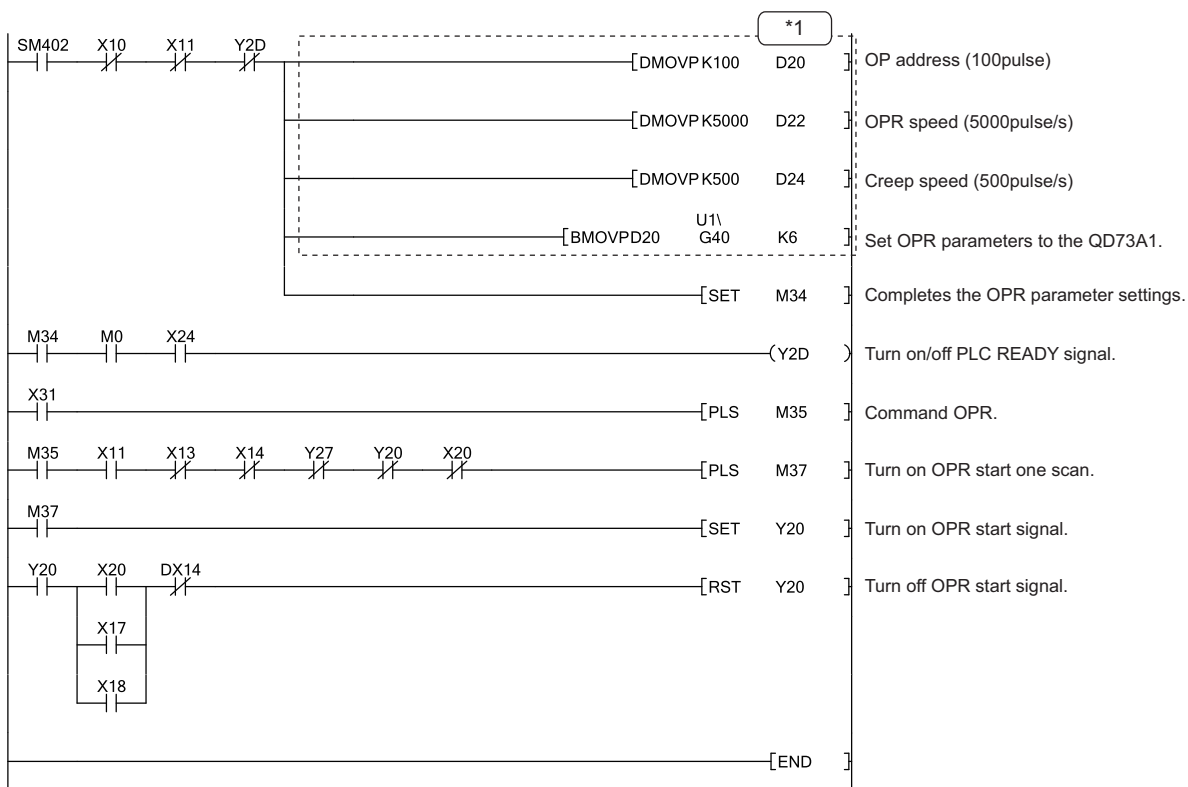 *1
SM402 X10 X11 Y2D
[DMOVP K100 D20 ] OP address (100pulse)
[DMOVP K5000 D22 ] OPR speed (5000pulse/s)
[DMOVP K500 D24 ] Creep speed (500pulse/s)
U1\
[BMOVPD20 G40 K6 ] Set OPR parameters to the QD73A1.
[SET M34 ] Completes the OPR parameter settings.
M34 M0 X24
(Y2D ) Turn on/off PLC READY signal.
X31
[PLS M35 ] Command OPR.
M35 X11 X13 X14 Y27 Y20 X20
[PLS M37 ] Turn on OPR start one scan.
M37
[SET Y20 ] Turn on OPR start signal.
Y20 X20 DX14
[RST Y20 ] Turn off OPR start signal.
X17
X18
[END ]